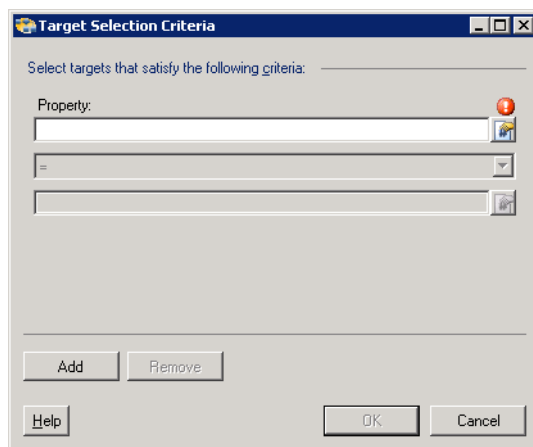 Target Selection Criteria
Select targets that satisfy the following criteria:
Property:
=
Add Remove
Help OK Cancel